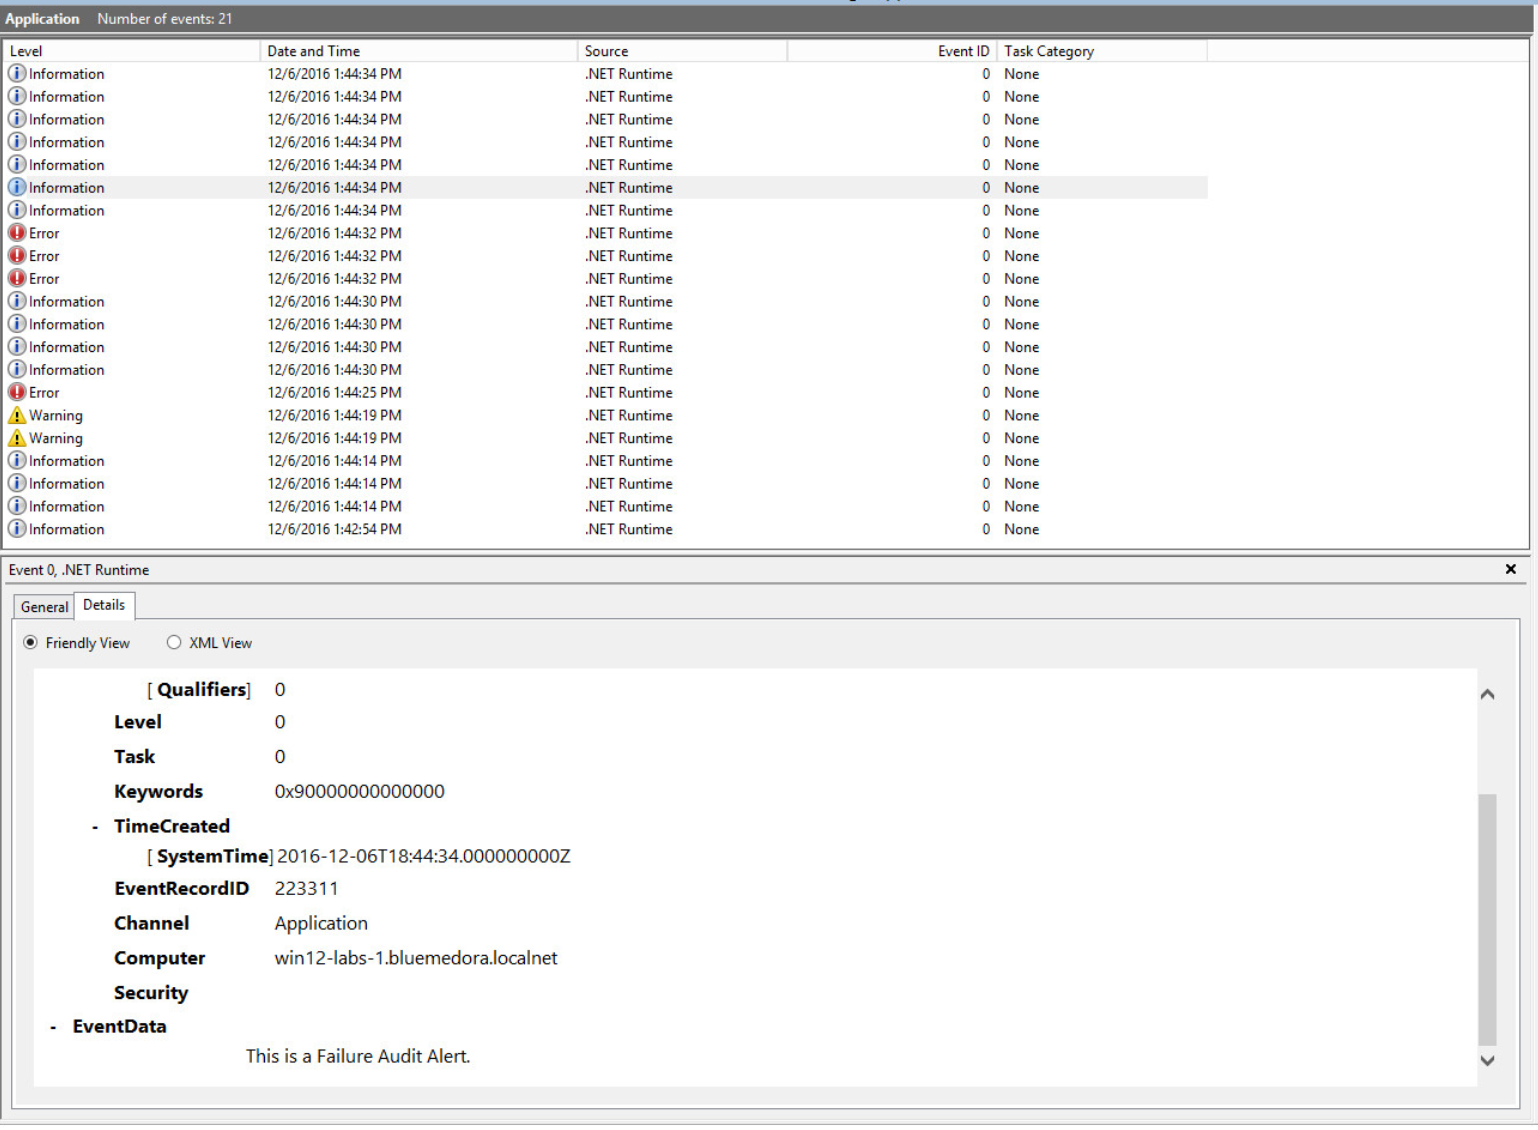 Application Number of events: 21
Level Date and Time Source Event ID Task Category
Information 12/6/2016 1:44:34 PM .NET Runtime 0 None
Information 12/6/2016 1:44:34 PM .NET Runtime 0 None
Information 12/6/2016 1:44:34 PM .NET Runtime 0 None
Information 12/6/2016 1:44:34 PM .NET Runtime 0 None
Information 12/6/2016 1:44:34 PM .NET Runtime 0 None
Information 12/6/2016 1:44:34 PM .NET Runtime 0 None
Information 12/6/2016 1:44:34 PM .NET Runtime 0 None
Error 12/6/2016 1:44:32 PM .NET Runtime 0 None
Error 12/6/2016 1:44:32 PM .NET Runtime 0 None
Error 12/6/2016 1:44:32 PM .NET Runtime 0 None
Information 12/6/2016 1:44:30 PM .NET Runtime 0 None
Information 12/6/2016 1:44:30 PM .NET Runtime 0 None
Information 12/6/2016 1:44:30 PM .NET Runtime 0 None
Information 12/6/2016 1:44:30 PM .NET Runtime 0 None
Error 12/6/2016 1:44:25 PM .NET Runtime 0 None
Warning 12/6/2016 1:44:19 PM .NET Runtime 0 None
Warning 12/6/2016 1:44:19 PM .NET Runtime 0 None
Information 12/6/2016 1:44:14 PM .NET Runtime 0 None
Information 12/6/2016 1:44:14 PM .NET Runtime 0 None
Information 12/6/2016 1:44:14 PM .NET Runtime 0 None
Information 12/6/2016 1:42:54 PM .NET Runtime 0 None
Event 0, .NET Runtime
General Details
Friendly View XML View
[ Qualifiers] 0
Level 0
Task 0
Keywords 0x90000000000000
- TimeCreated
[ SystemTime] 2016-12-06T18:44:34.000000000Z
EventRecordID 223311
Channel Application
Computer win12-labs-1.bluemedora.localnet
Security
- EventData
This is a Failure Audit Alert.